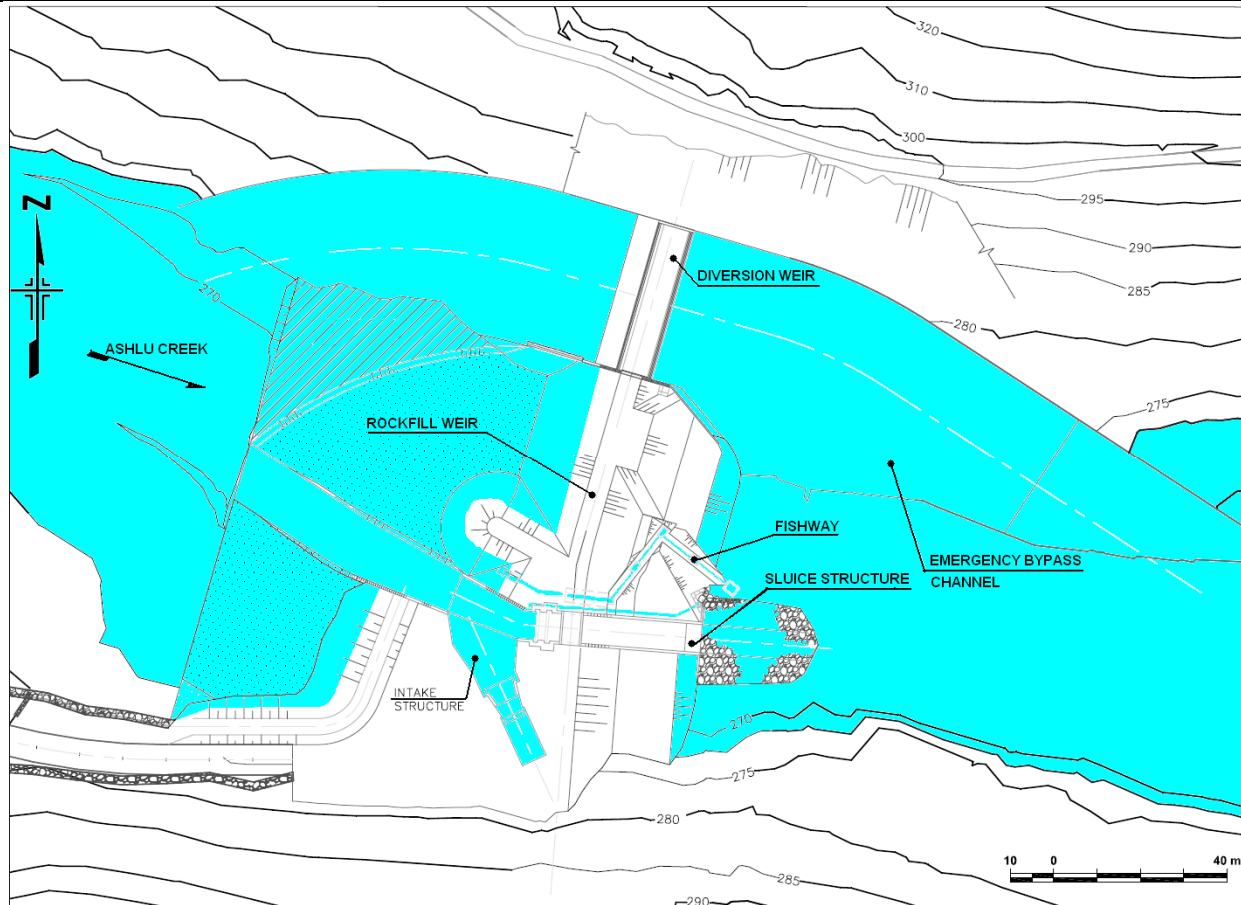 320
310
300
295
290
285
280
275
N
270
DIVERSION WEIR
ASHLU CREEK
ROCKFILL WEIR
FISHWAY
EMERGENCY BYPASS
CHANNEL
SLUICE STRUCTURE
INTAKE
STRUCTURE
270
275
280
285
290
10 0 40 m